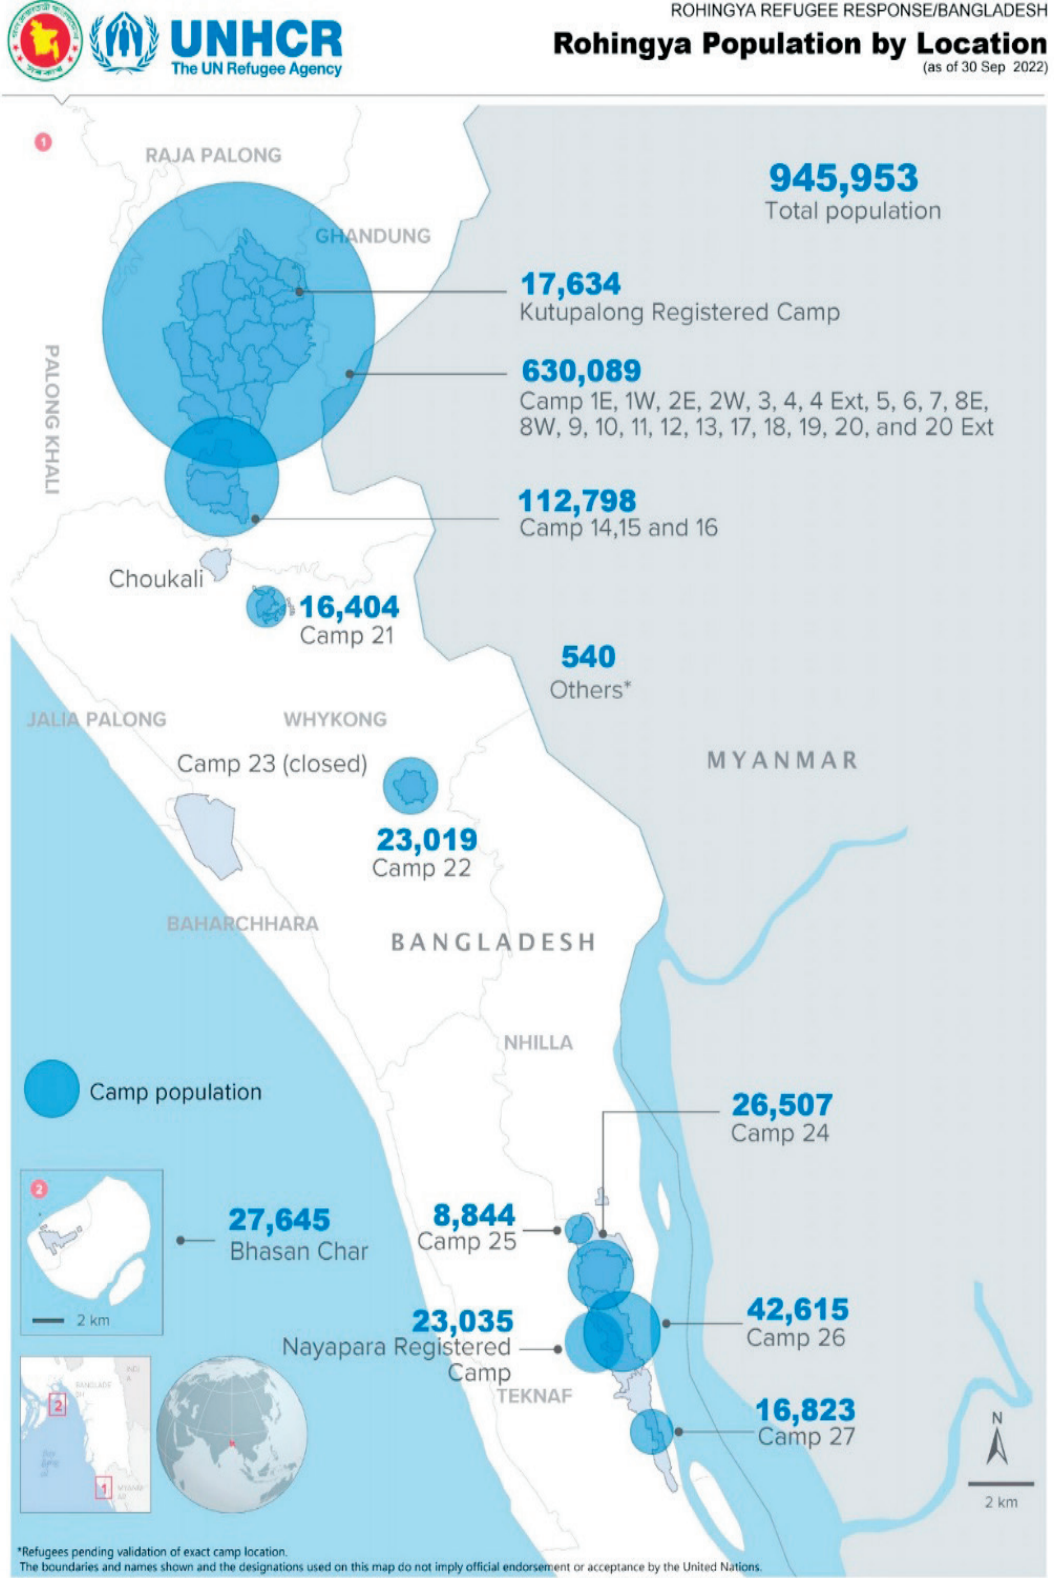 UNHCR
The UN Refugee Agency
ROHINGYA REFUGEE RESPONSE/BANGLADESH
Rohingya Population by Location
(as of 30 Sep 2022)
1
RAJA PALONG
GHANDUNG
945,953
Total population
17,634
Kutupalong Registered Camp
PALONG KHALI
630,089
Camp 1E, 1W, 2E, 2W, 3, 4, 4 Ext, 5, 6, 7, 8E,
8W, 9, 10, 11, 12, 13, 17, 18, 19, 20, and 20 Ext
112,798
Camp 14,15 and 16
Choukali
16,404
Camp 21
540
Others*
JALIA PALONG
WHYKONG
MYANMAR
Camp 23 (closed)
23,019
Camp 22
BAHARCHHARA
BANGLADESH
NHILLA
Camp population
26,507
Camp 24
2
27,645
Bhasan Char
2 km
8,844
Camp 25
23,035
Nayapara Registered
Camp
42,615
Camp 26
TEKNAF
16,823
Camp 27
BANGLADE
SH
2
1
N
2 km
*Refugees pending validation of exact camp location.
The boundaries and names shown and the designations used on this map do not imply official endorsement or acceptance by the United Nations.